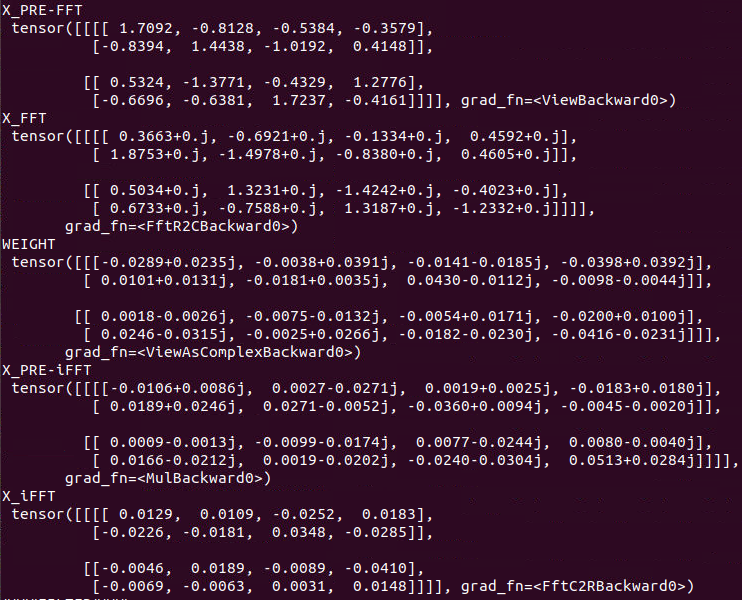 X_PRE-FFT
tensor([[[[ 1.7092, -0.8128, -0.5384, -0.3579],
[-0.8394, 1.4438, -1.0192, 0.4148]],
[[ 0.5324, -1.3771, -0.4329, 1.2776],
[-0.6696, -0.6381, 1.7237, -0.4161]]]], grad_fn=<ViewBackward0>)
X_FFT
tensor([[[[ 0.3663+0.j, -0.6921+0.j, -0.1334+0.j, 0.4592+0.j],
[ 1.8753+0.j, -1.4978+0.j, -0.8380+0.j, 0.4605+0.j]],
[[ 0.5034+0.j, 1.3231+0.j, -1.4242+0.j, -0.4023+0.j],
[ 0.6733+0.j, -0.7588+0.j, 1.3187+0.j, -1.2332+0.j]]]],
grad_fn=<FftR2CBackward0>)
WEIGHT
tensor([[[-0.0289+0.0235j, -0.0038+0.0391j, -0.0141-0.0185j, -0.0398+0.0392j],
[ 0.0101+0.0131j, -0.0181+0.0035j, 0.0430-0.0112j, -0.0098-0.0044j]],
[[ 0.0018-0.0026j, -0.0075-0.0132j, -0.0054+0.0171j, -0.0200+0.0100j],
[ 0.0246-0.0315j, -0.0025+0.0266j, -0.0182-0.0230j, -0.0416-0.0231j]]],
grad_fn=<ViewAsComplexBackward0>)
X_PRE-iFFT
tensor([[[[-0.0106+0.0086j, 0.0027-0.0271j, 0.0019+0.0025j, -0.0183+0.0180j],
[ 0.0189+0.0246j, 0.0271-0.0052j, -0.0360+0.0094j, -0.0045-0.0020j]],
[[ 0.0009-0.0013j, -0.0099-0.0174j, 0.0077-0.0244j, 0.0080-0.0040j],
[ 0.0166-0.0212j, 0.0019-0.0202j, -0.0240-0.0304j, 0.0513+0.0284j]]]],
grad_fn=<MulBackward0>)
X_iFFT
tensor([[[[ 0.0129, 0.0109, -0.0252, 0.0183],
[-0.0226, -0.0181, 0.0348, -0.0285]],
[[-0.0046, 0.0189, -0.0089, -0.0410],
[-0.0069, -0.0063, 0.0031, 0.0148]]]], grad_fn=<FftC2RBackward0>)